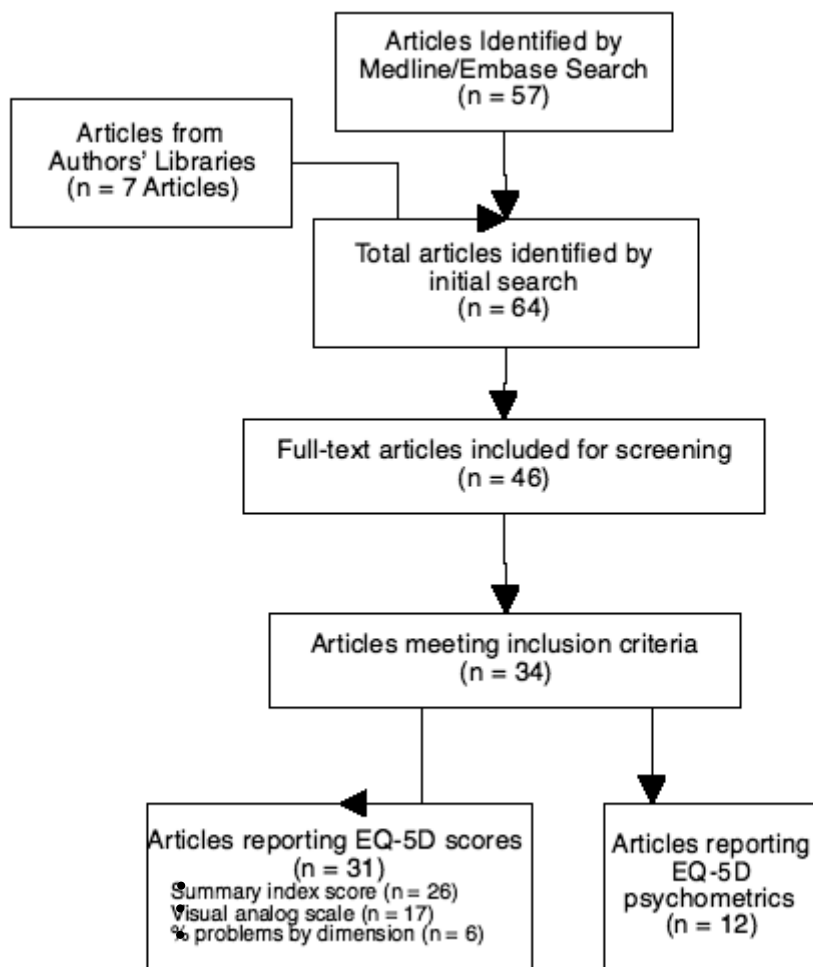 Articles Identified by
Medline/Embase Search
(n = 57)
Articles from
Authors' Libraries
(n = 7 Articles)
Total articles identified by
initial search
(n = 64)
Full-text articles included for screening
(n = 46)
Articles meeting inclusion criteria
(n = 34)
Articles reporting EQ-5D scores
(n = 31)
Summary index score (n = 26)
Visual analog scale (n = 17)
% problems by dimension (n = 6)
Articles reporting
EQ-5D
psychometrics
(n = 12)